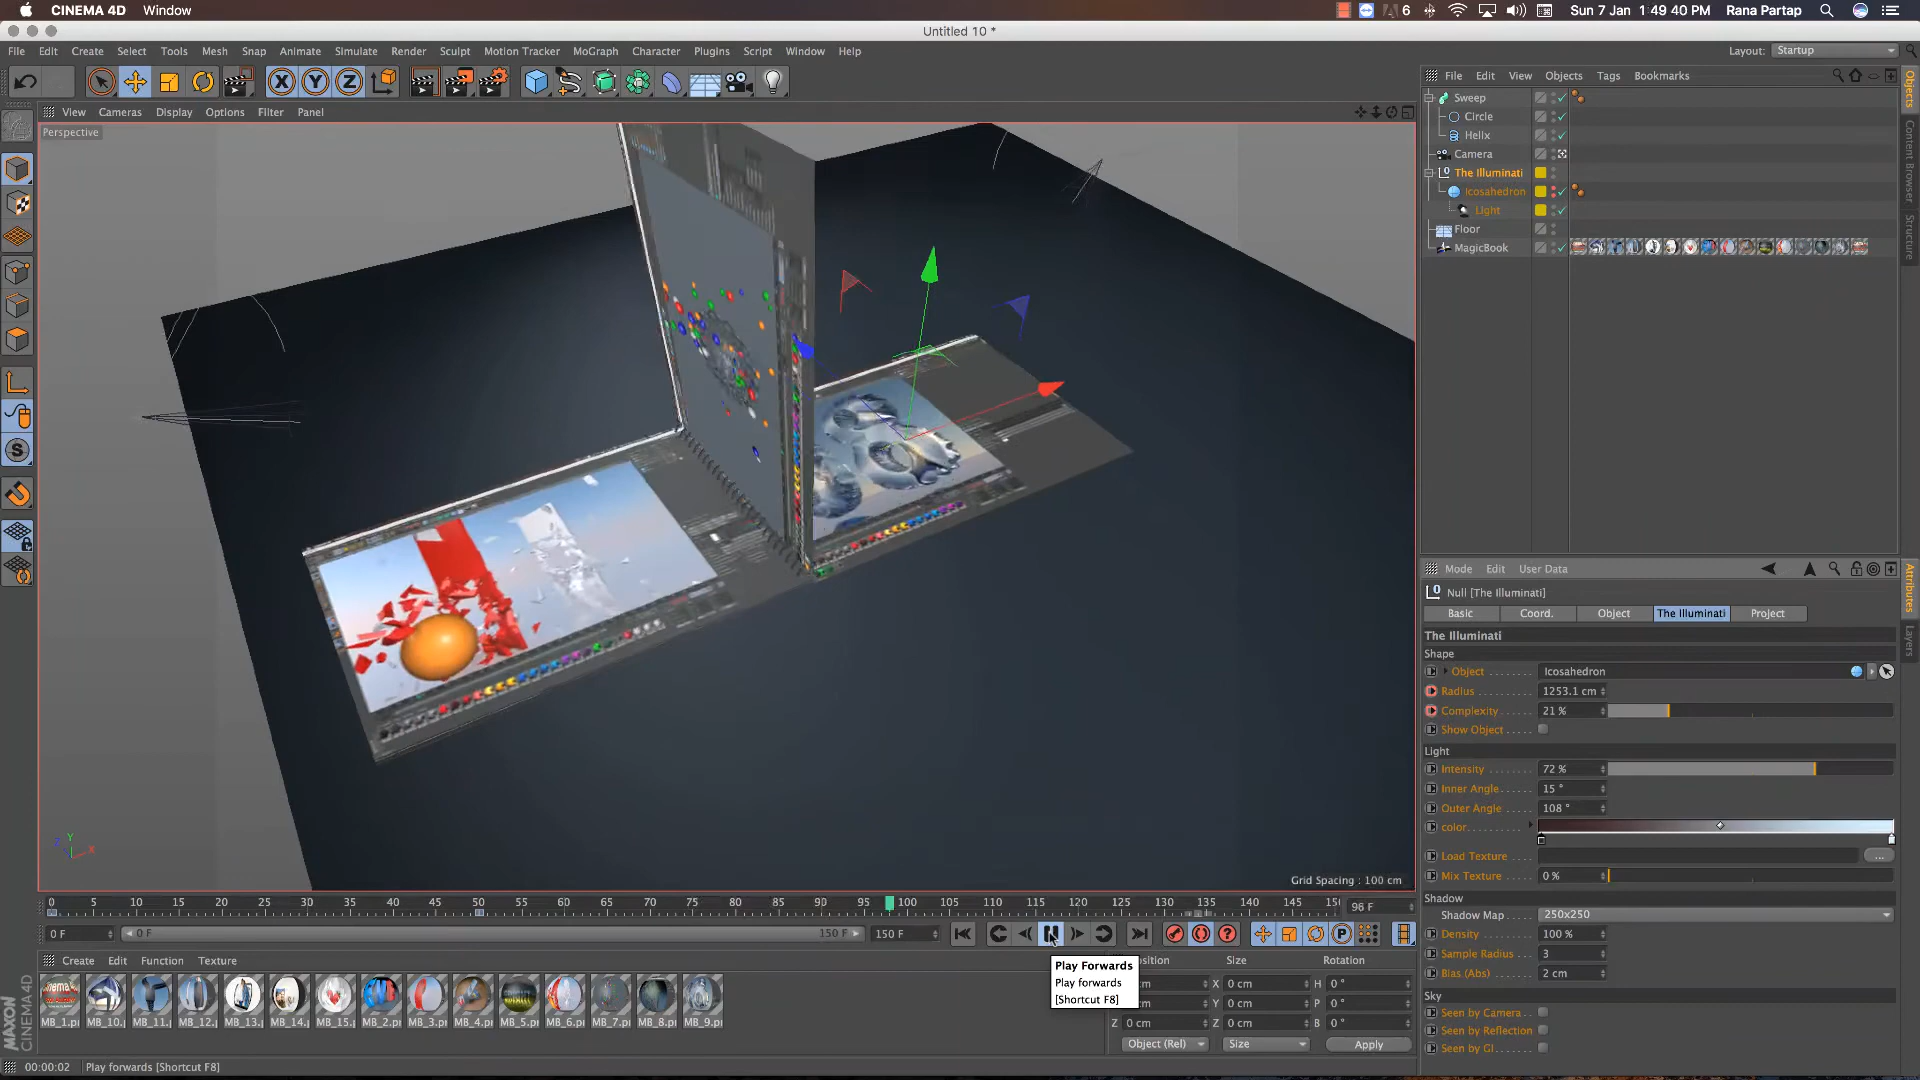 CINEMA 4D Window
6 Sun 7 Jan 1:49:40 PM Rana Partap
Untitled 10 *
File Edit Create Select Tools Mesh Snap Animate Simulate Render Sculpt Motion Tracker MoGraph Character Plugins Script Window Help
Layout: Startup
File Edit View Objects Tags Bookmarks
View Cameras Display Options Filter Panel
Perspective
Sweep
Circle
Helix
Camera
The Illuminati
Icosahedron
Light
Floor
MagicBook
Objects
Content Browser
Structure
Mode Edit User Data
Null [The Illuminati]
Basic Coord. Object The Illuminati Project
The Illuminati
Shape
Object Icosahedron
Radius 1253.1 cm
Complexity 21 %
Show Object
Light
Intensity 72 %
Inner Angle 15 °
Outer Angle 108 °
color
Load Texture ...
Mix Texture 0 %
Shadow
Shadow Map 250x250
Density 100 %
Sample Radius 3
Bias (Abs) 2 cm
Sky
Seen by Camera
Seen by Reflection
Seen by GI
Attributes
Layers
Grid Spacing : 100 cm
0 5 10 15 20 25 30 35 40 45 50 55 60 65 70 75 80 85 90 95 100 105 110 115 120 125 130 135 140 145 96 F
0 F 0 F 150 F 150 F
Create Edit Function Texture
MB_1.p MB_10. MB_11. MB_12. MB_13. MB_14. MB_15. MB_2.p MB_3.p MB_4.p MB_5.p MB_6.p MB_7.p MB_8.p MB_9.p
Play Forwards
Play forwards
[Shortcut F8]
Size Rotation
X 0 cm H 0 °
Y 0 cm P 0 °
Z 0 cm Z 0 cm B 0 °
Object (Rel) Size Apply
MAXON
CINEMA 4D
00:00:02 Play forwards [Shortcut F8]